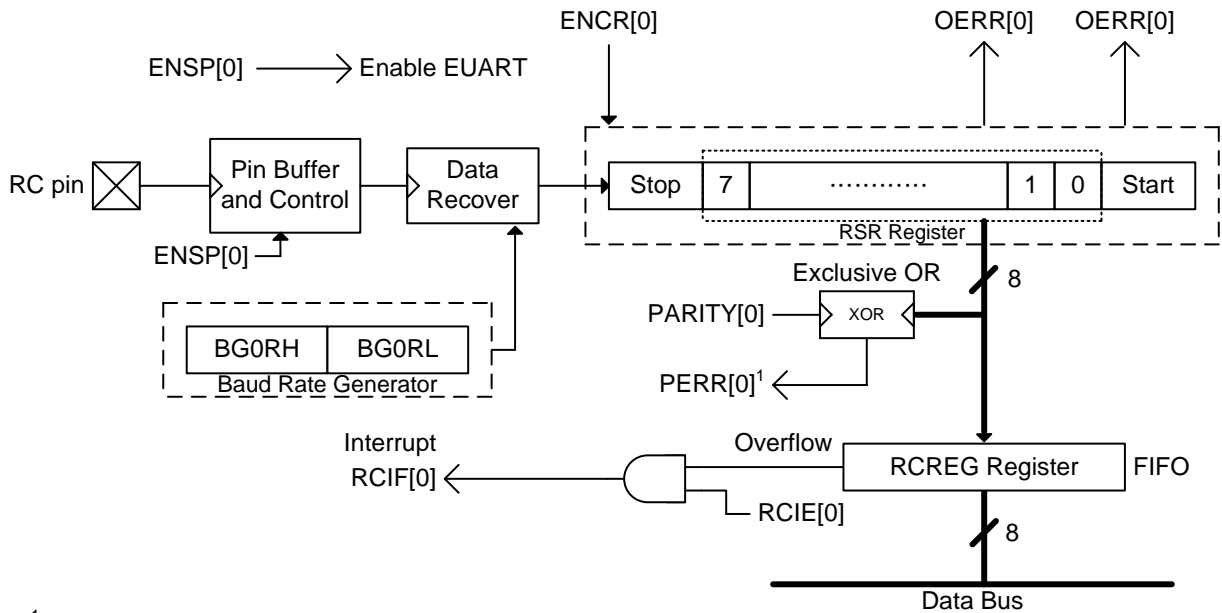 ENCR[0]
OERR[0]
OERR[0]
ENSP[0]
Enable EUART
RC pin
Pin Buffer
and Control
Data
Recover
Stop
7
............
1
0
Start
RSR Register
ENSP[0]
8
Exclusive OR
PARITY[0]
XOR
BG0RH
BG0RL
Baud Rate Generator
PERR[0]¹
Interrupt
Overflow
RCIF[0]
RCREG Register
FIFO
RCIE[0]
8
Data Bus
1